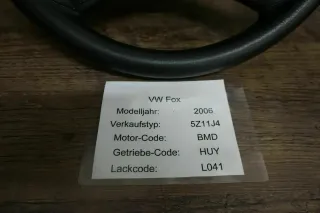 VW Fox
Modelljahr: 2006
Verkaufstyp: 5Z11J4
Motor-Code: BMD
Getriebe-Code: HUY
Lackcode: L041